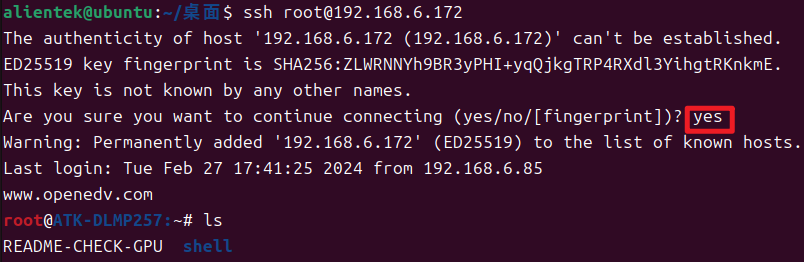 alientek@ubuntu:~/桌面$ ssh root@192.168.6.172
The authenticity of host '192.168.6.172 (192.168.6.172)' can't be established.
ED25519 key fingerprint is SHA256:ZLWRNNYh9BR3yPHI+yqQjkgTRP4RXdl3YihgtRKnkmE.
This key is not known by any other names.
Are you sure you want to continue connecting (yes/no/[fingerprint])? yes
Warning: Permanently added '192.168.6.172' (ED25519) to the list of known hosts.
Last login: Tue Feb 27 17:41:25 2024 from 192.168.6.85
www.openedv.com
root@ATK-DLMP257:~# ls
README-CHECK-GPU  shell